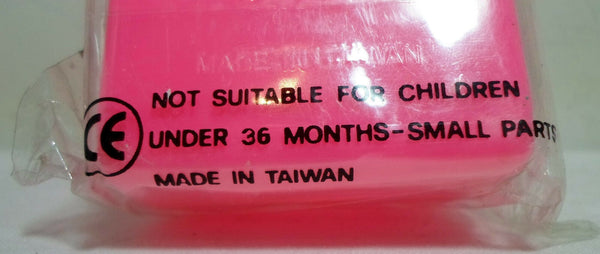 MADE IN TAIWAN
NOT SUITABLE FOR CHILDREN
CE UNDER 36 MONTHS-SMALL PARTS
MADE IN TAIWAN